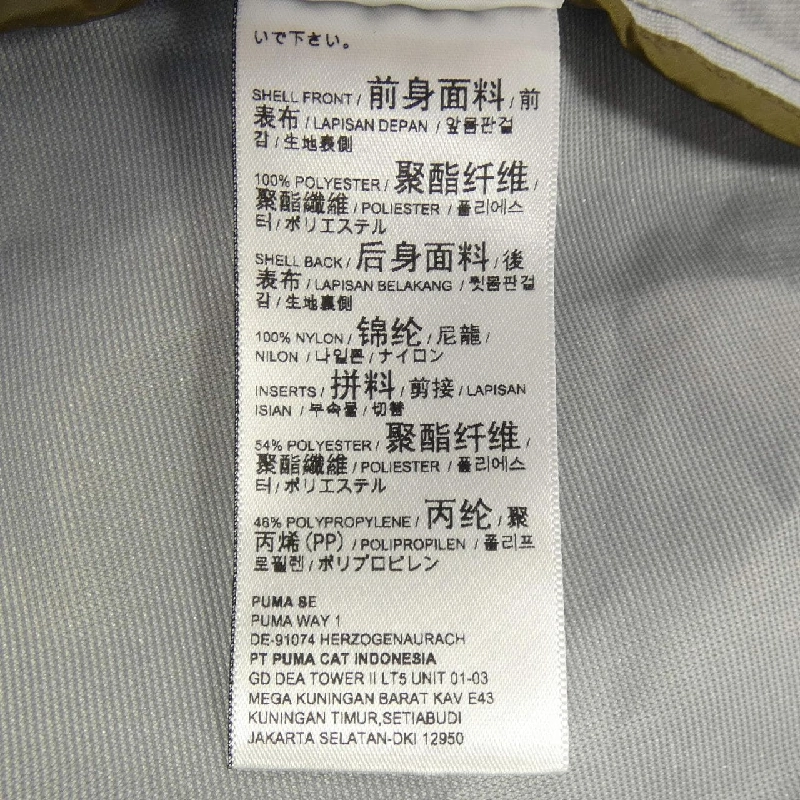 いで下さい。
SHELL FRONT / 前身面料 / 前
表布 / LAPISAN DEPAN / 앞몸판겉
감 / 生地裏側
100% POLYESTER / 聚酯纤维 /
聚酯纖維 / POLIESTER / 폴리에스
터 / ポリエステル
SHELL BACK / 后身面料 / 後
表布 / LAPISAN BELAKANG / 뒷몸판겉
감 / 生地裏側
100% NYLON / 锦纶 / 尼龍 /
NILON / 나일론 / ナイロン
INSERTS / 拼料 / 剪接 / LAPISAN
ISIAN / 부속물 / 切替
54% POLYESTER / 聚酯纤维 /
聚酯纖維 / POLIESTER / 폴리에스
터 / ポリエステル
46% POLYPROPYLENE / 丙纶 / 聚
丙烯 (PP) / POLIPROPILEN / 폴리프
로필렌 / ポリプロピレン
PUMA SE
PUMA WAY 1
DE-91074 HERZOGENAURACH
PT PUMA CAT INDONESIA
GD DEA TOWER II LT5 UNIT 01-03
MEGA KUNINGAN BARAT KAV E43
KUNINGAN TIMUR,SETIABUDI
JAKARTA SELATAN-DKI 12950